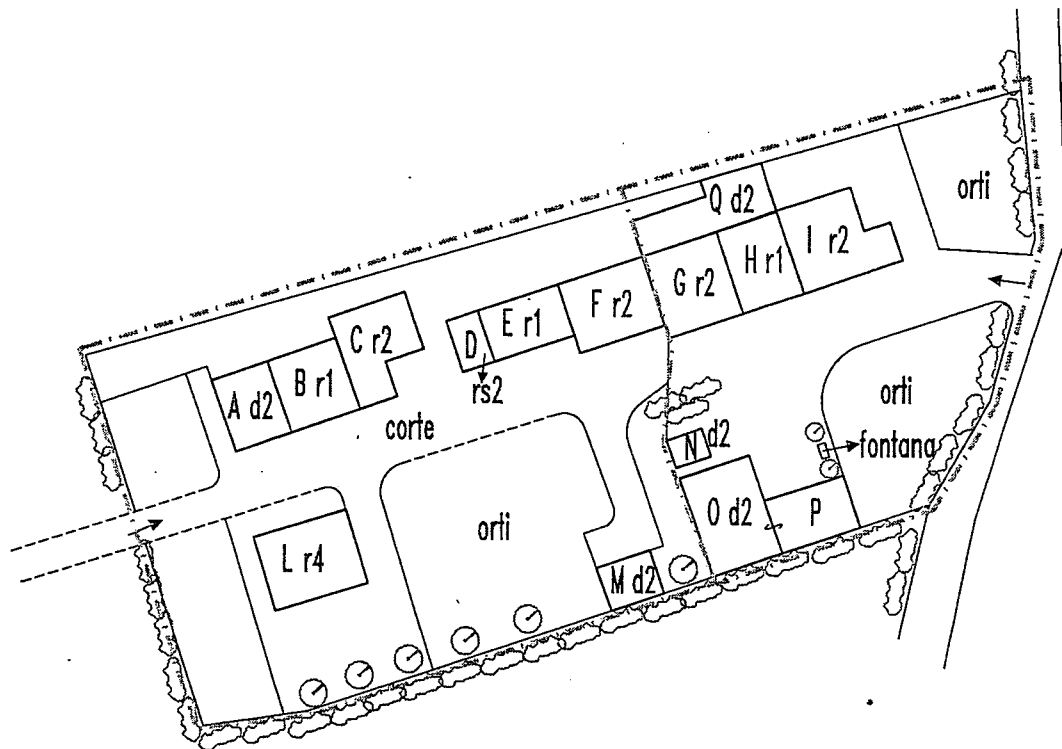 orti
Q d2
I r2
H r1
G r2
F r2
E r1
D
rs2
C r2
B r1
A d2
corte
orti
d2
N
fontana
O d2
P
orti
L r4
M d2